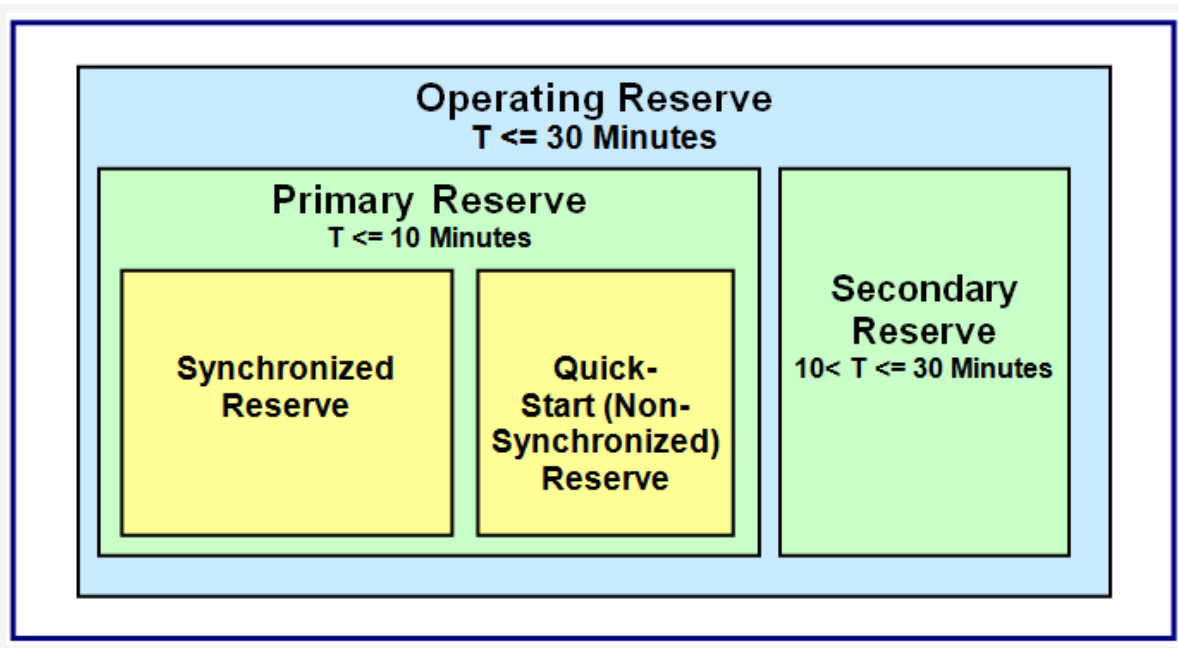 Operating Reserve
T <= 30 Minutes
Primary Reserve
T <= 10 Minutes
Synchronized
Reserve
Quick-
Start (Non-
Synchronized)
Reserve
Secondary
Reserve
10< T <= 30 Minutes